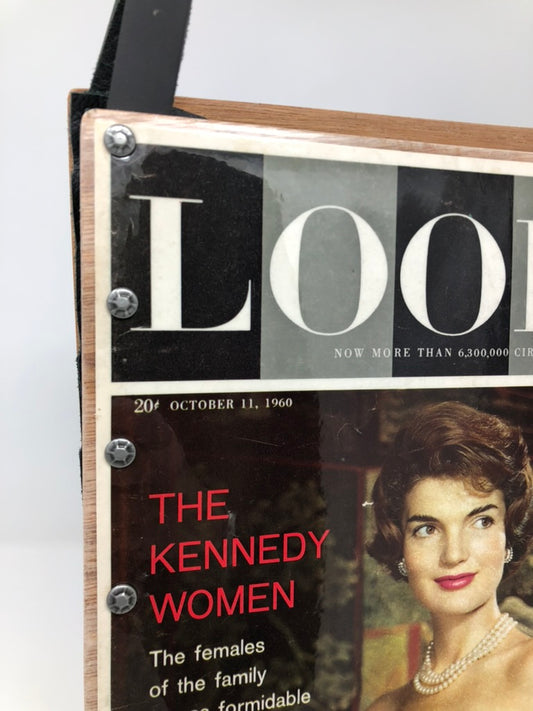 LOO
NOW MORE THAN 6,300,000
20¢ OCTOBER 11, 1960
THE
KENNEDY
WOMEN
The females
of the family
formidable